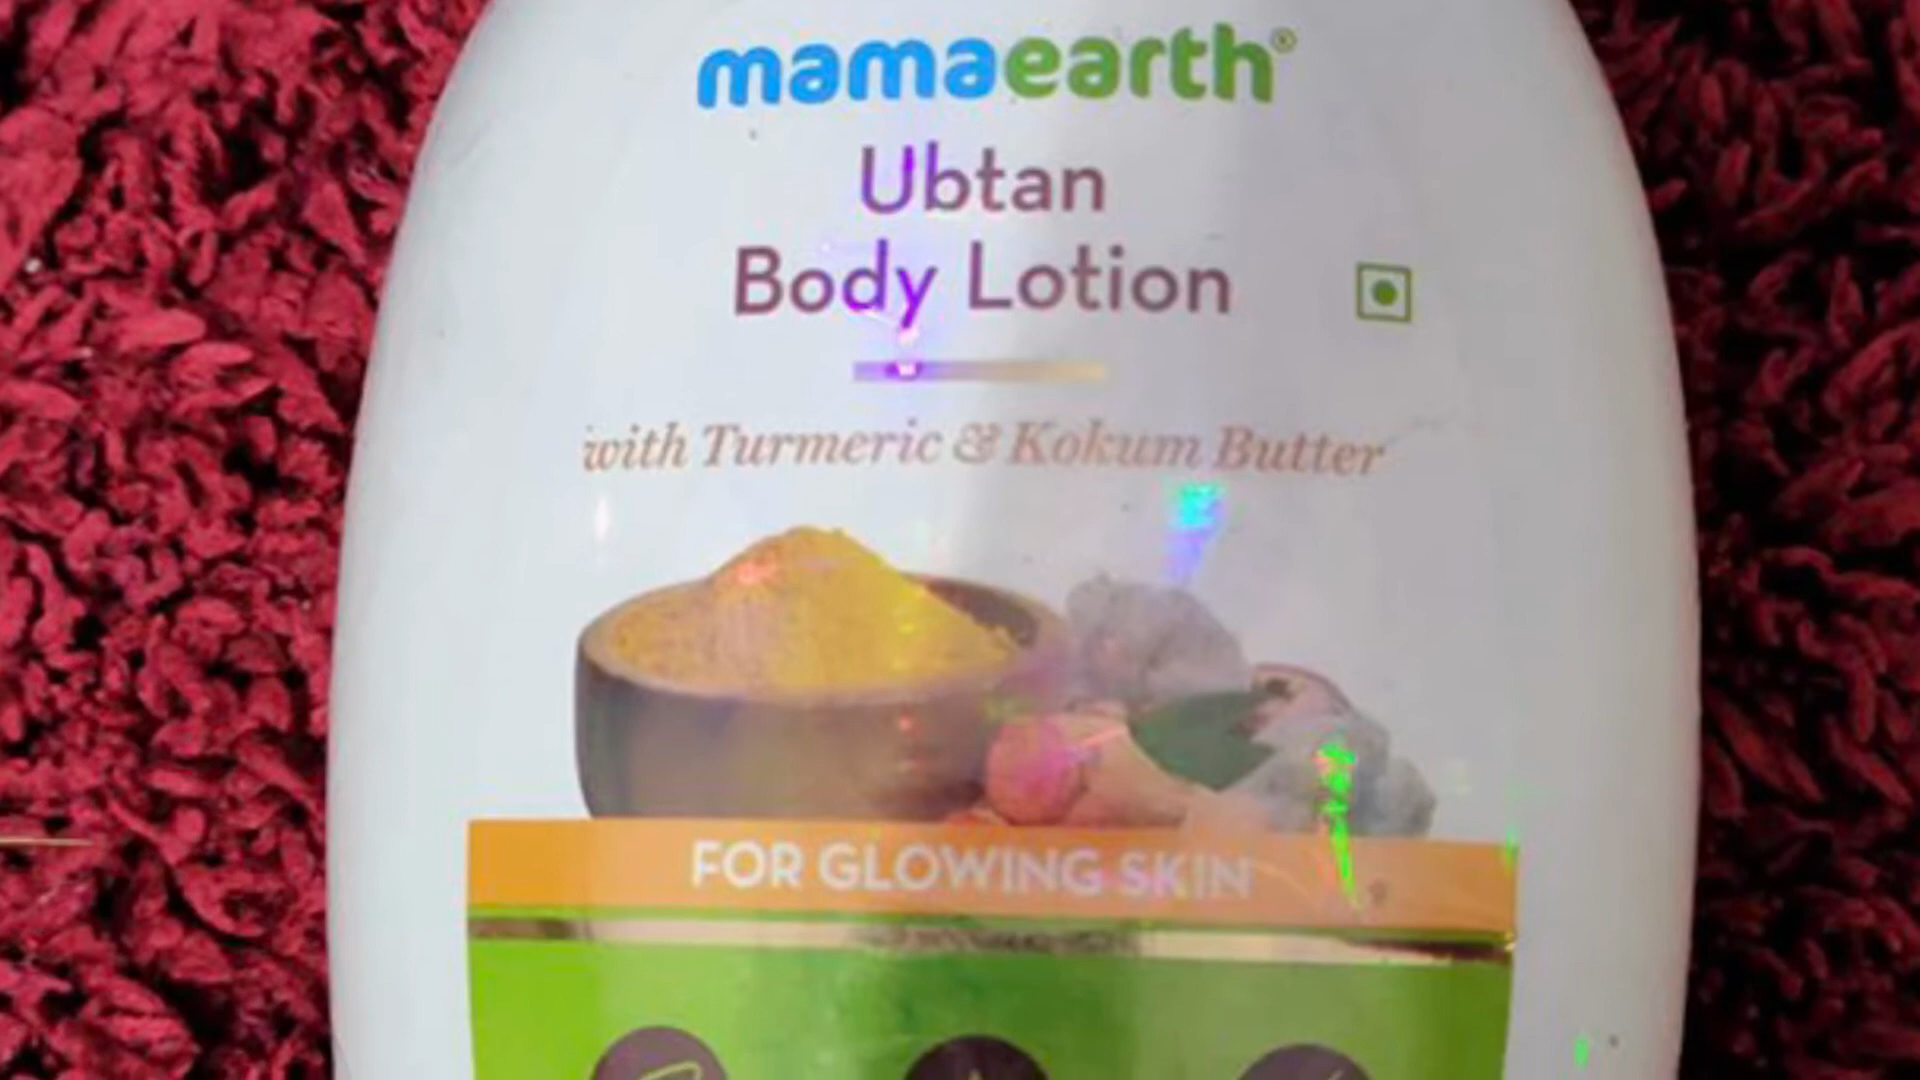 mamaearth®
Ubtan
Body Lotion
with Turmeric & Kokum Butter
FOR GLOWING SKIN